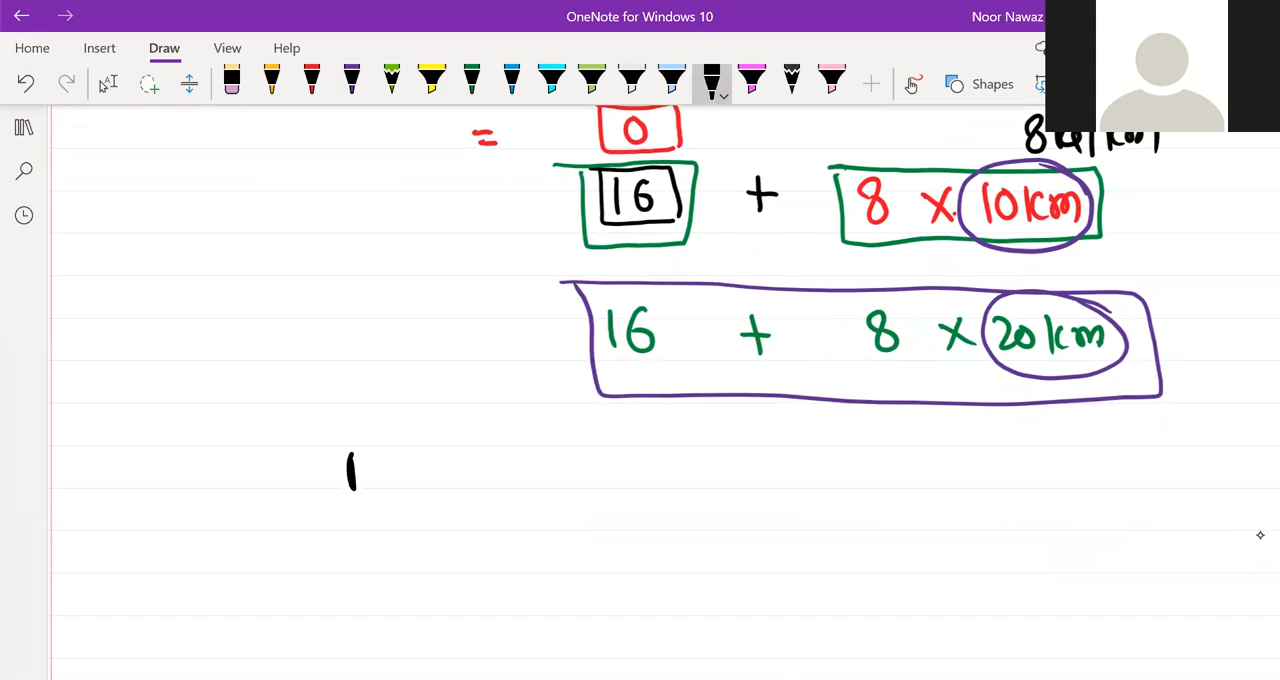 OneNote for Windows 10
Noor Nawaz
Home Insert Draw View Help
Shapes
= 0
16 + 8 x 10km
16 + 8 x 20km
1